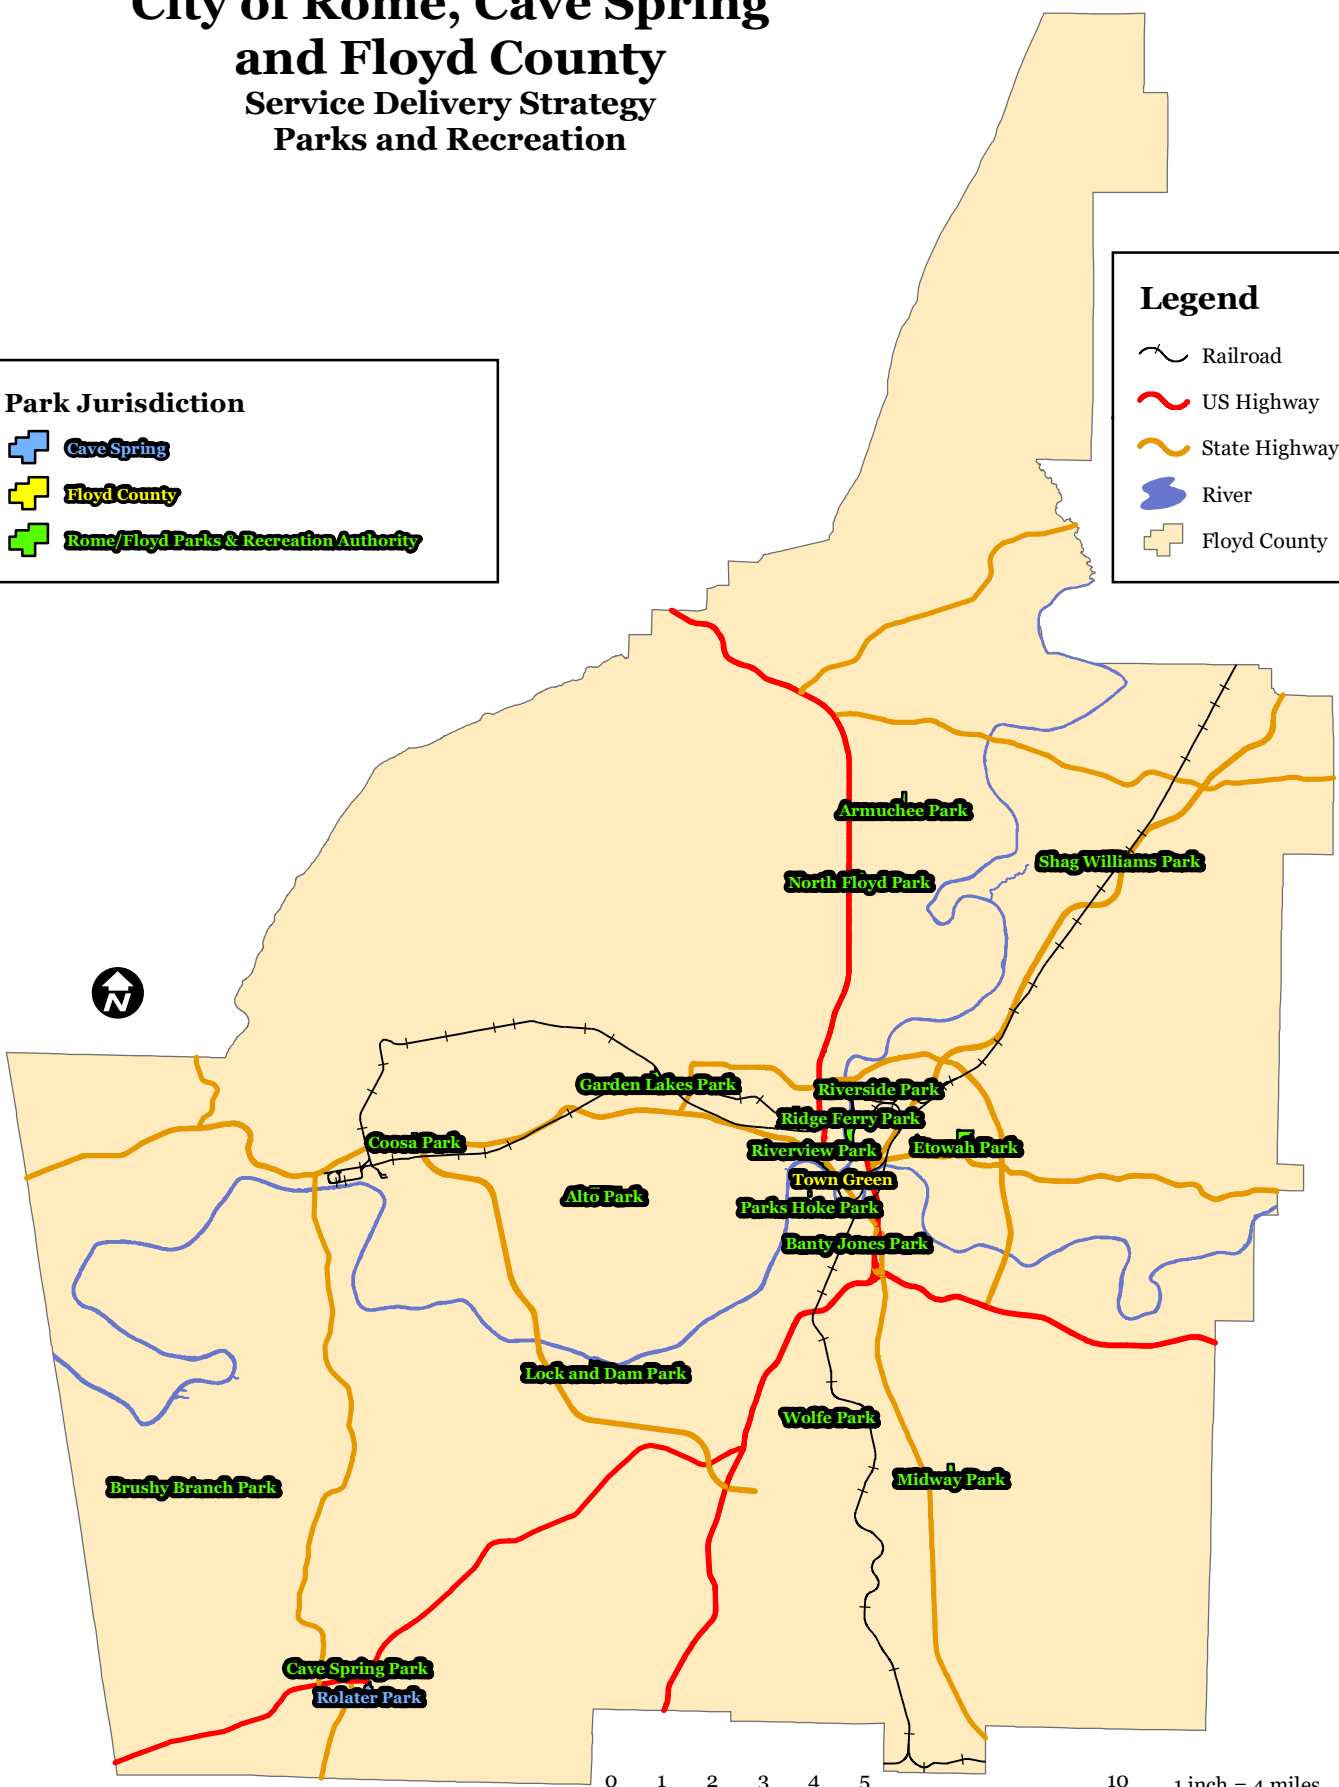 City of Rome, Cave Spring
and Floyd County
Service Delivery Strategy
Parks and Recreation
Legend
Railroad
US Highway
State Highway
River
Floyd County
Park Jurisdiction
Cave Spring
Floyd County
Rome/Floyd Parks & Recreation Authority
Armuchee Park
Shag Williams Park
North Floyd Park
N
Garden Lakes Park
Riverside Park
Ridge Ferry Park
Coosa Park
Riverview Park
Etowah Park
Town Green
Alto Park
Parks Hoke Park
Banty Jones Park
Lock and Dam Park
Wolfe Park
Midway Park
Brushy Branch Park
Cave Spring Park
Rolater Park
0 1 2 3 4 5 10 1 inch = 4 miles